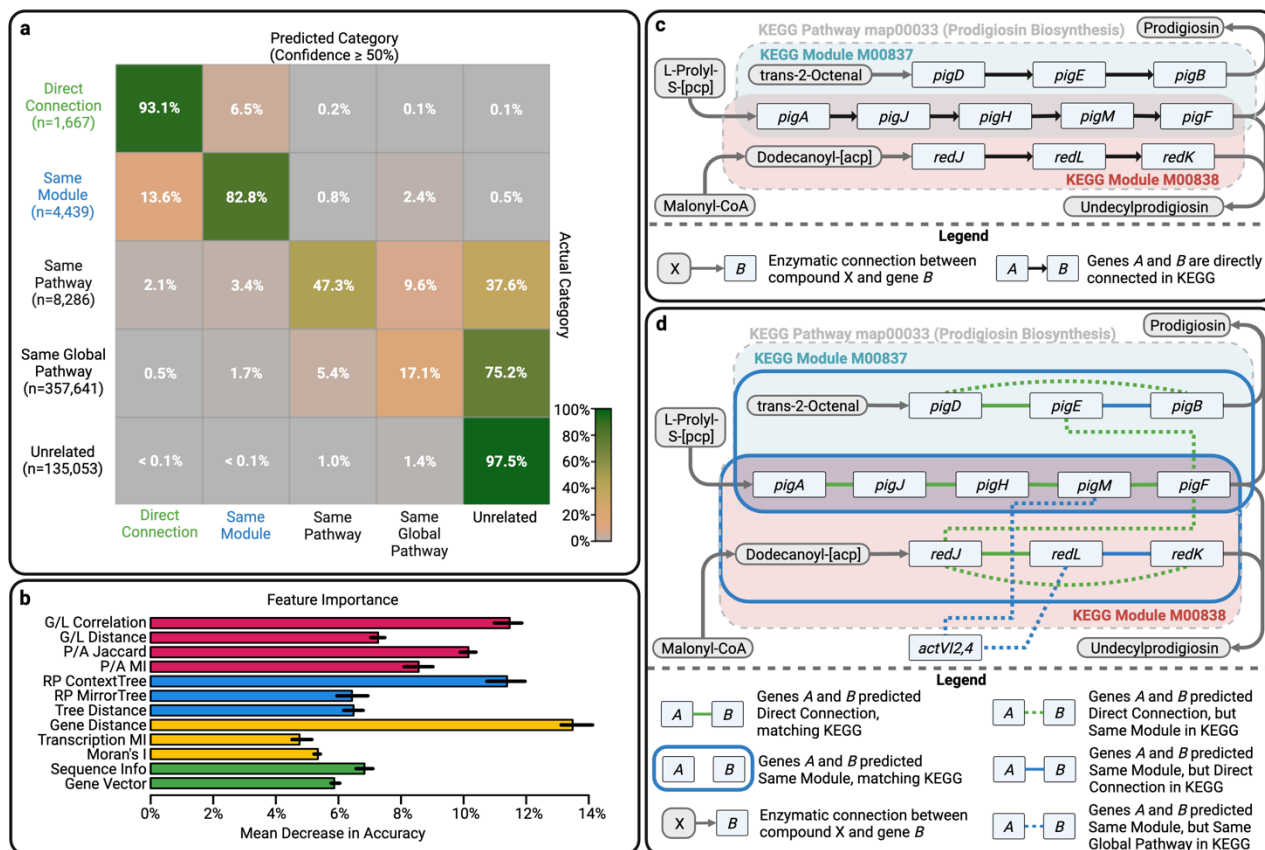 a
Predicted Category
(Confidence ≥ 50%)
Direct
Connection
(n=1,667)
93.1%
6.5%
0.2%
0.1%
0.1%
Same
Module
(n=4,439)
13.6%
82.8%
0.8%
2.4%
0.5%
Same
Pathway
(n=8,286)
2.1%
3.4%
47.3%
9.6%
37.6%
Same Global
Pathway
(n=357,641)
0.5%
1.7%
5.4%
17.1%
75.2%
Unrelated
(n=135,053)
< 0.1%
< 0.1%
1.0%
1.4%
97.5%
Actual Category
100%
80%
60%
40%
20%
0%
Direct
Connection
Same
Module
Same
Pathway
Same
Global
Pathway
Unrelated
b
Feature Importance
G/L Correlation
G/L Distance
P/A Jaccard
P/A MI
RP ContextTree
RP MirrorTree
Tree Distance
Gene Distance
Transcription MI
Moran's I
Sequence Info
Gene Vector
0%
2%
4%
6%
8%
10%
12%
14%
Mean Decrease in Accuracy
c
KEGG Pathway map00033 (Prodigiosin Biosynthesis)
Prodigiosin
KEGG Module M00837
L-Prolyl-
S-[pcp]
trans-2-Octenal
pigD
pigE
pigB
pigA
pigJ
pigH
pigM
pigF
Dodecanoyl-[acp]
redJ
redL
redK
KEGG Module M00838
Malonyl-CoA
Undecylprodigiosin
Legend
X
B
Enzymatic connection between
compound X and gene B
A
B
Genes A and B are directly
connected in KEGG
d
KEGG Pathway map00033 (Prodigiosin Biosynthesis)
Prodigiosin
KEGG Module M00837
trans-2-Octenal
pigD
pigE
pigB
L-Prolyl-
S-[pcp]
pigA
pigJ
pigH
pigM
pigF
Dodecanoyl-[acp]
redJ
redL
redK
KEGG Module M00838
Malonyl-CoA
actVI2,4
Undecylprodigiosin
Legend
A
B
Genes A and B predicted
Direct Connection,
matching KEGG
A
B
Genes A and B predicted
Direct Connection, but
Same Module in KEGG
A
B
Genes A and B predicted
Same Module, matching KEGG
A
B
Genes A and B predicted
Same Module, but Direct
Connection in KEGG
X
B
Enzymatic connection between
compound X and gene B
A
B
Genes A and B predicted
Same Module, but Same
Global Pathway in KEGG